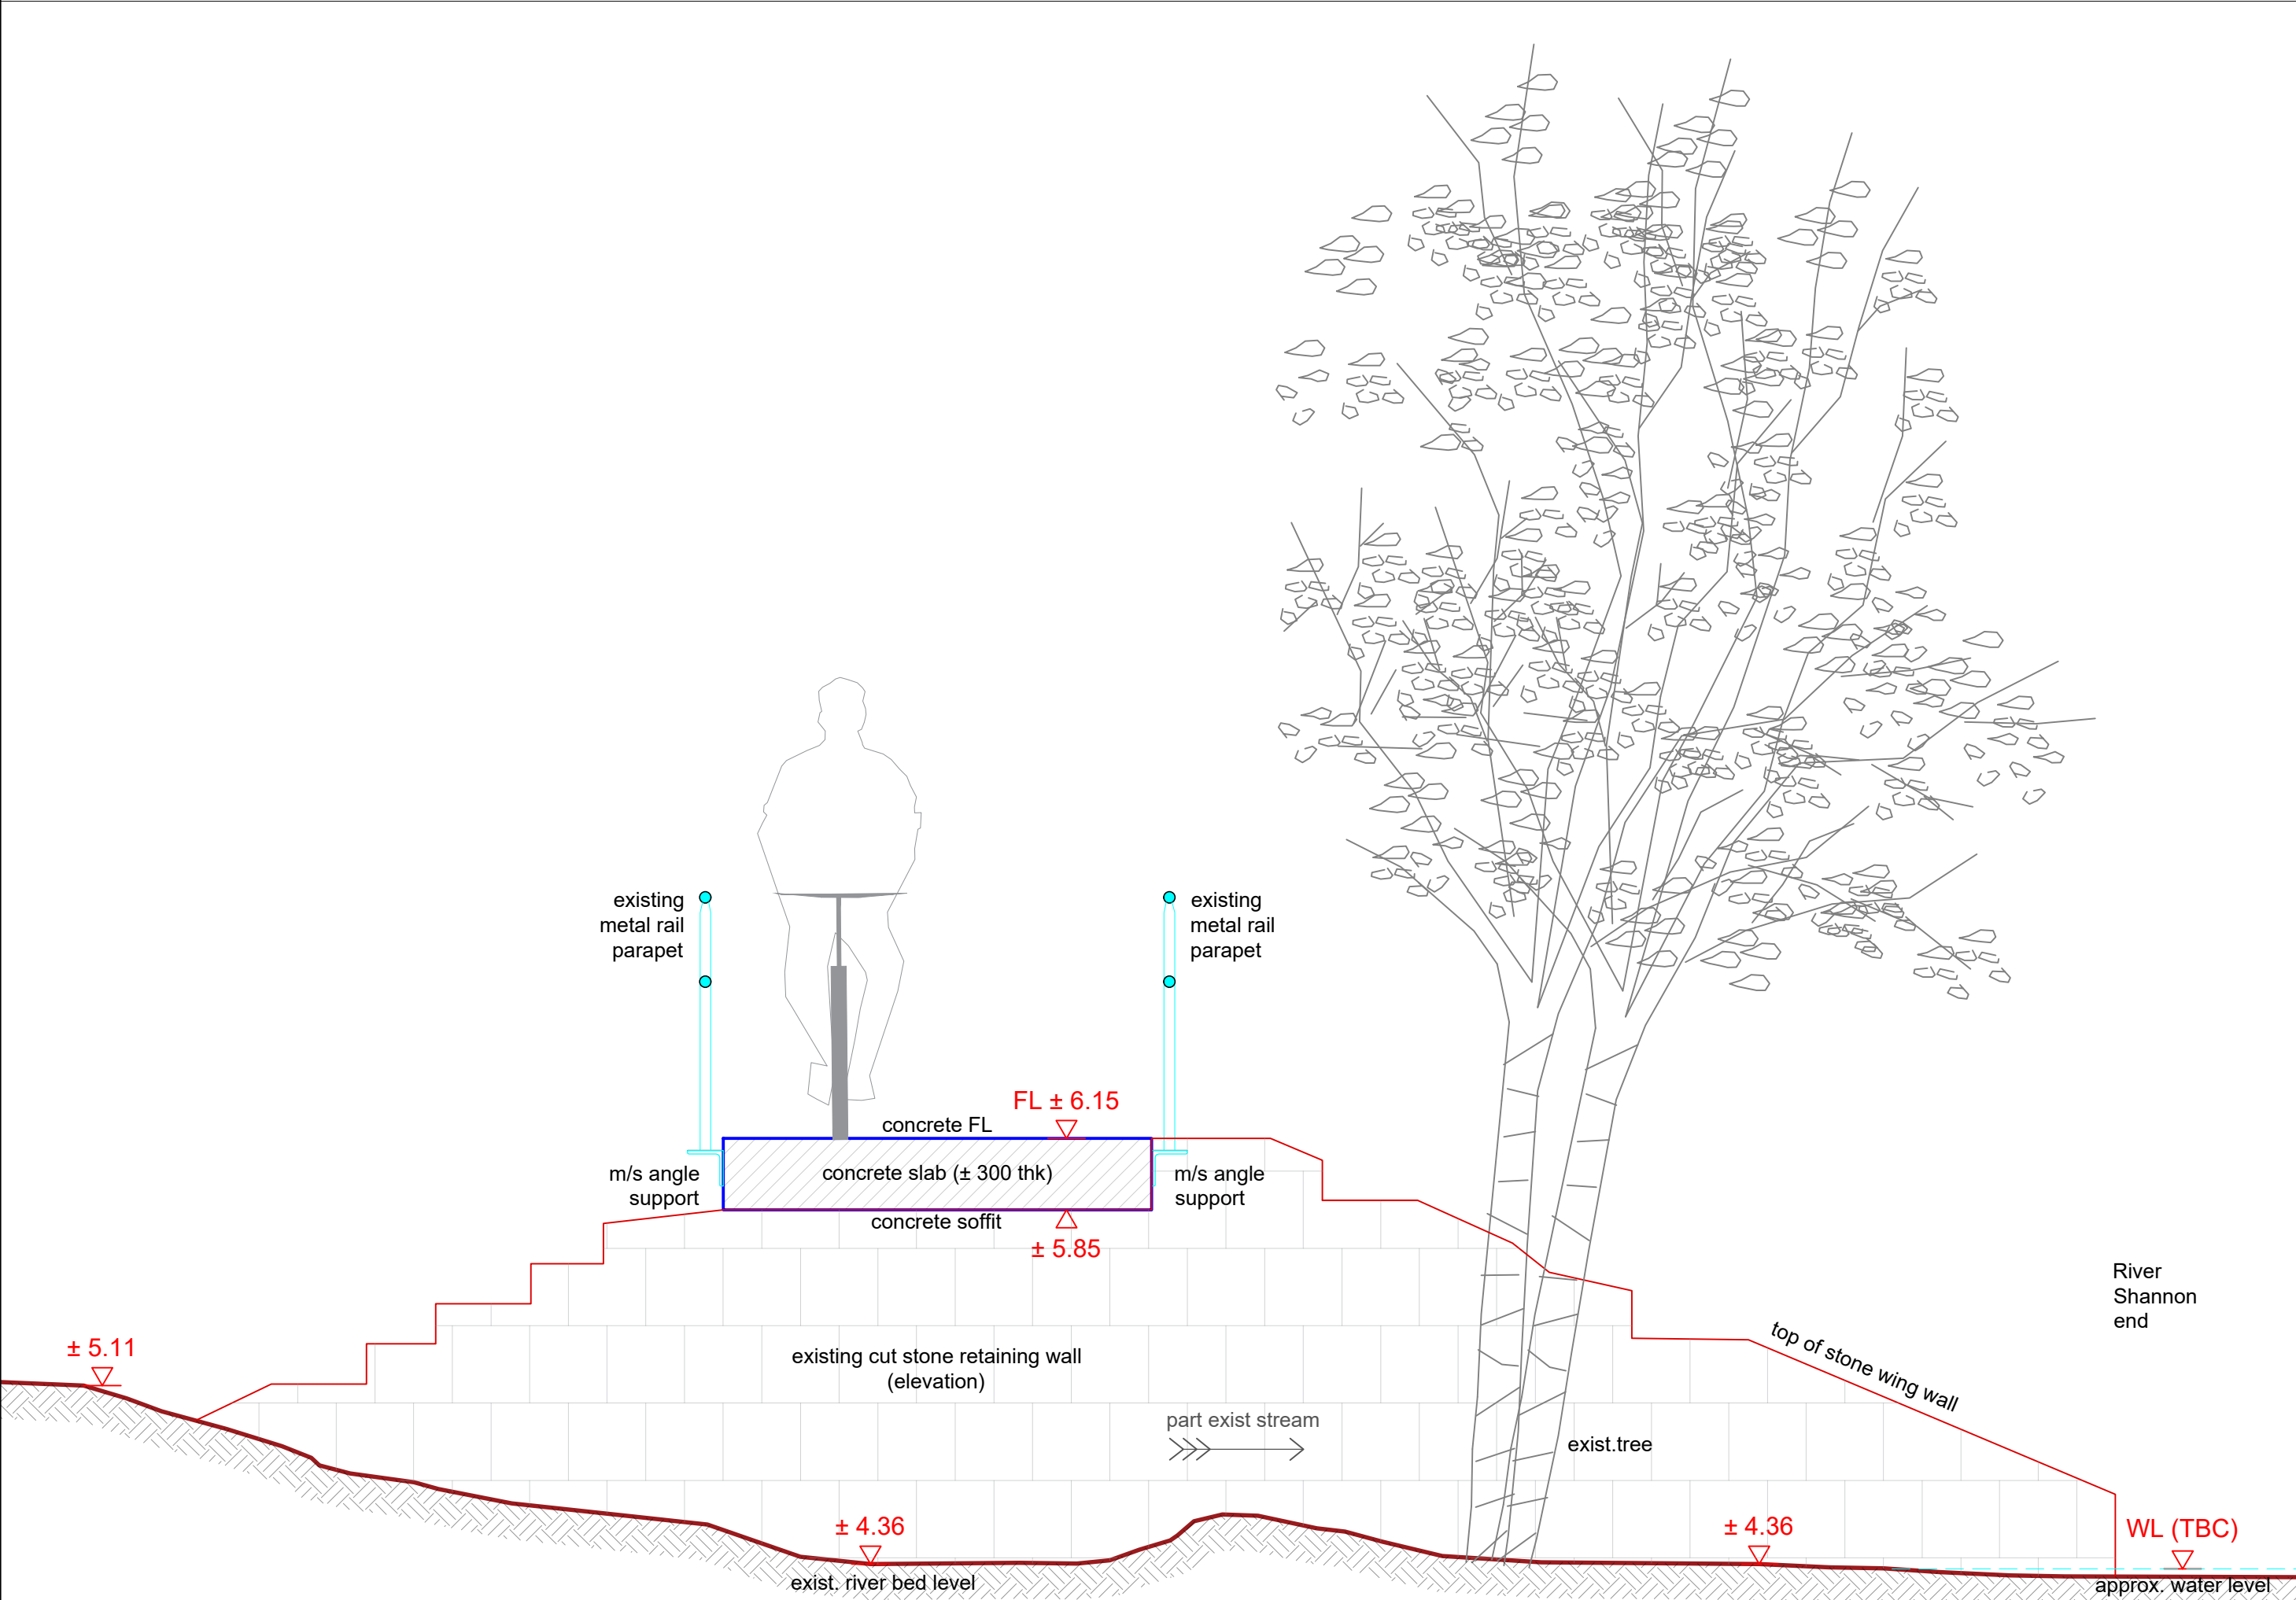 existing
metal rail
parapet
existing
metal rail
parapet
FL ± 6.15
concrete FL
m/s angle
support
concrete slab (± 300 thk)
m/s angle
support
concrete soffit
± 5.85
River
Shannon
end
± 5.11
top of stone wing wall
existing cut stone retaining wall
(elevation)
part exist stream
exist.tree
± 4.36
± 4.36
WL (TBC)
exist. river bed level
approx. water level